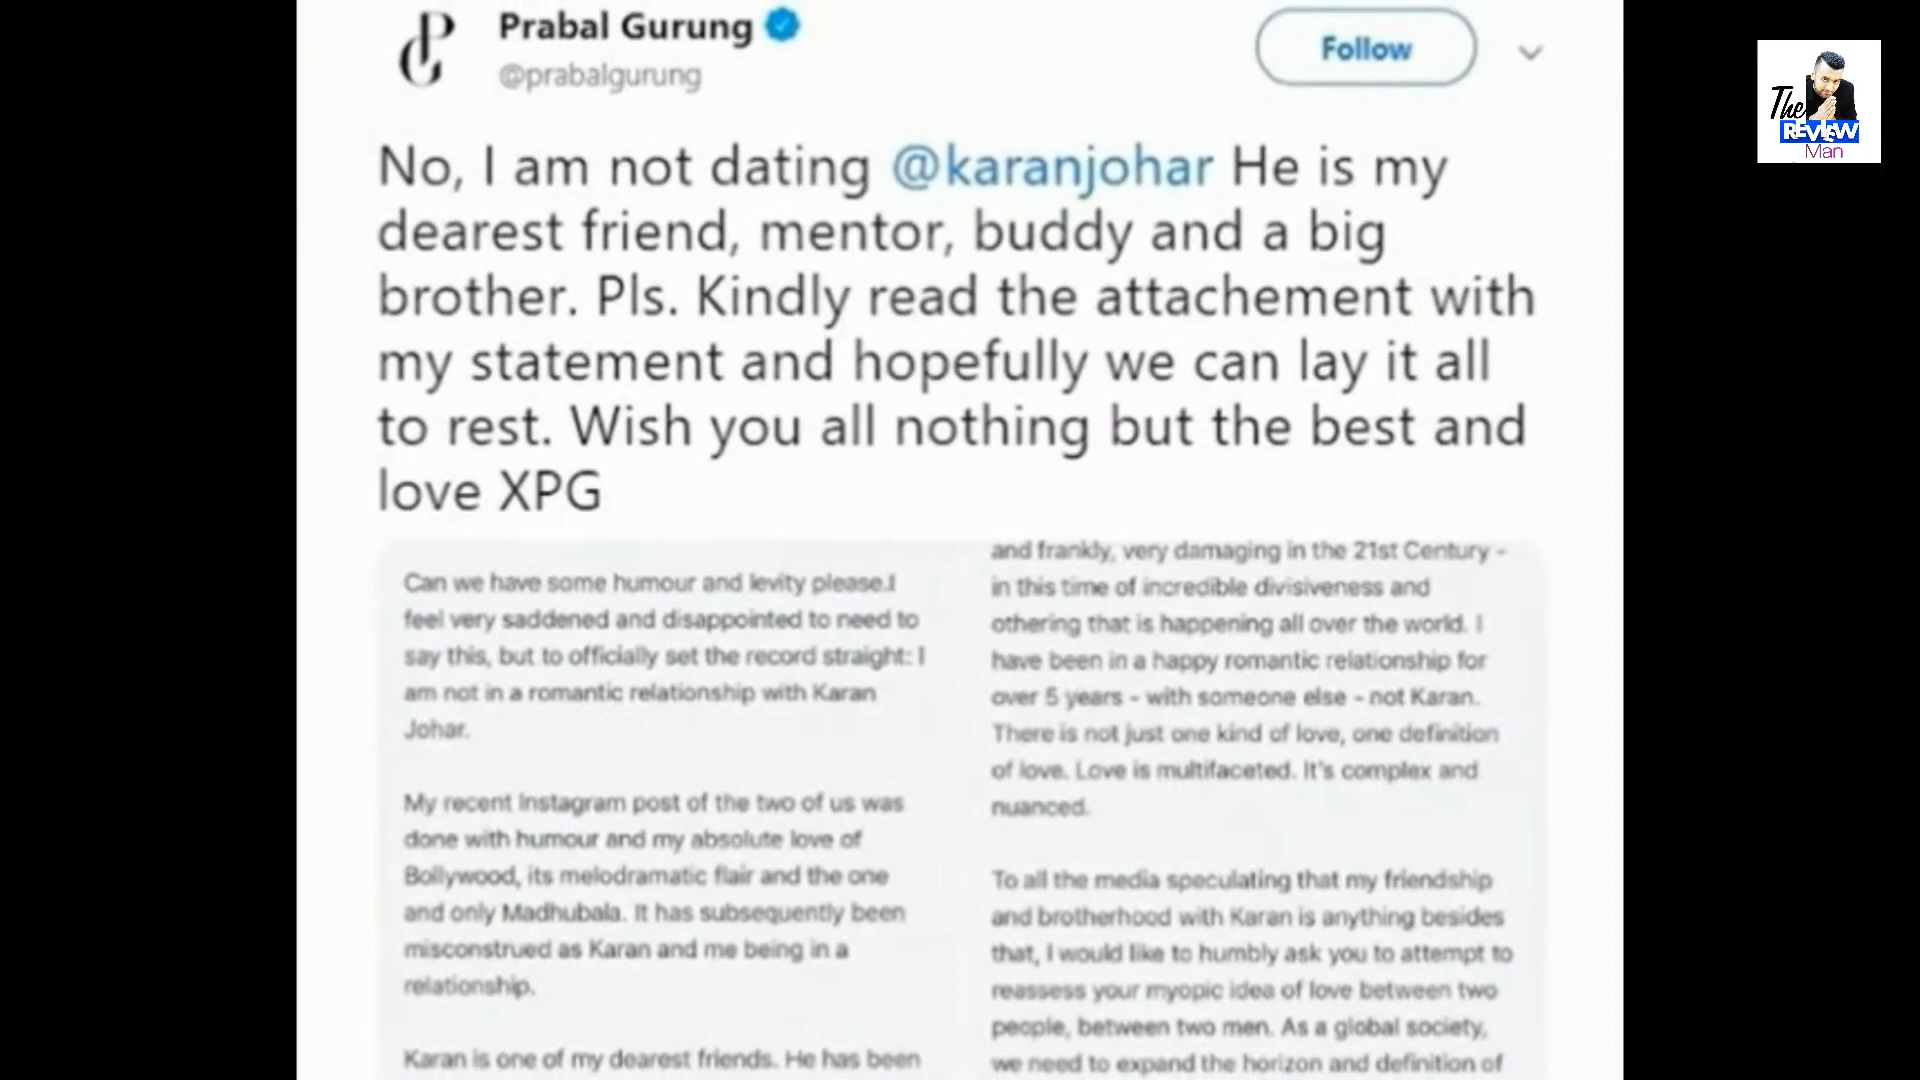 Prabal Gurung
@prabalgurung
Follow
The
REVIEW
Man
No, I am not dating @karanjohar He is my
dearest friend, mentor, buddy and a big
brother. Pls. Kindly read the attachement with
my statement and hopefully we can lay it all
to rest. Wish you all nothing but the best and
love XPG
Can we have some humour and levity please.I
feel very saddened and disappointed to need to
say this, but to officially set the record straight: I
am not in a romantic relationship with Karan
Johar.
My recent Instagram post of the two of us was
done with humour and my absolute love of
Bollywood, its melodramatic flair and the one
and only Madhubala. It has subsequently been
misconstrued as Karan and me being in a
relationship.
Karan is one of my dearest friends. He has been
and frankly, very damaging in the 21st Century -
in this time of incredible divisiveness and
othering that is happening all over the world. I
have been in a happy romantic relationship for
over 5 years - with someone else - not Karan.
There is not just one kind of love, one definition
of love. Love is multifaceted. It's complex and
nuanced.
To all the media speculating that my friendship
and brotherhood with Karan is anything besides
that, I would like to humbly ask you to attempt to
reassess your myopic idea of love between two
people, between two men. As a global society,
we need to expand the horizon and definition of